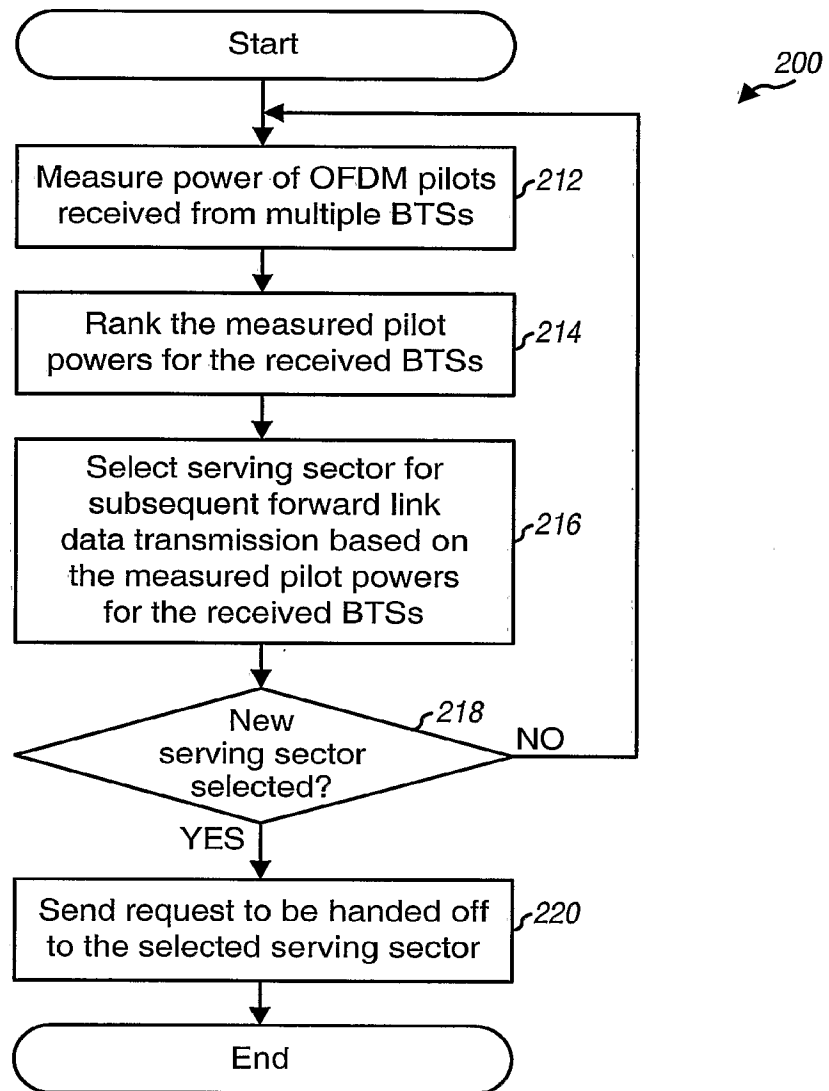 Start
200
Measure power of OFDM pilots
received from multiple BTSs
212
Rank the measured pilot
powers for the received BTSs
214
Select serving sector for
subsequent forward link
data transmission based on
the measured pilot powers
for the received BTSs
216
New
serving sector
selected?
218
NO
YES
Send request to be handed off
to the selected serving sector
220
End